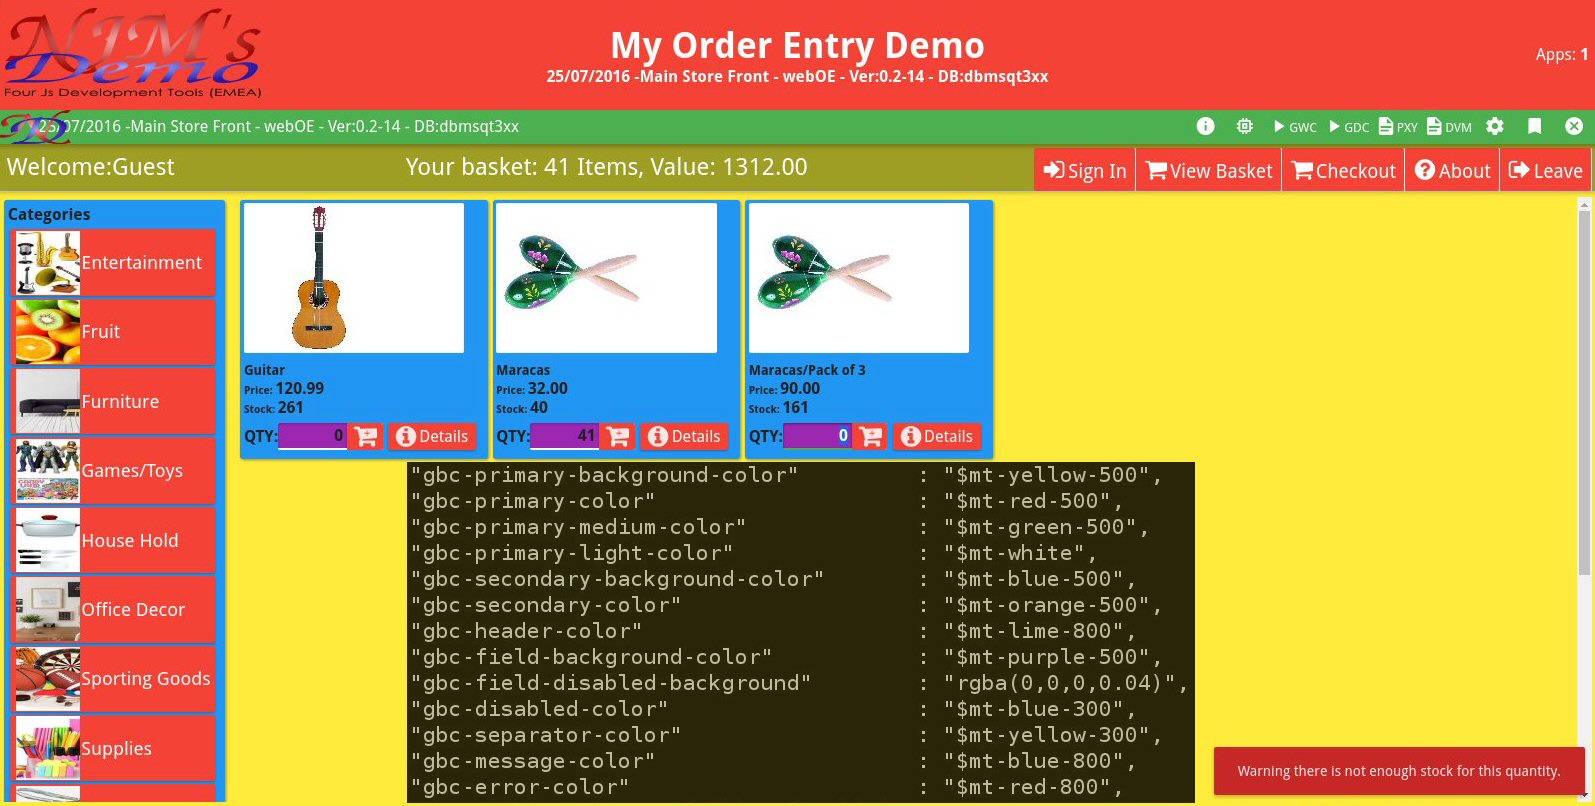 NJM's
Demo
Four Js Development Tools (EMEA)
My Order Entry Demo
25/07/2016 -Main Store Front - webOE - Ver:0.2-14 - DB:dbmsqt3xx
Apps: 1
25/07/2016 -Main Store Front - webOE - Ver:0.2-14 - DB:dbmsqt3xx
GWC GDC PXY DVM
Welcome:Guest
Your basket: 41 Items, Value: 1312.00
Sign In View Basket Checkout About Leave
Categories
Entertainment
Fruit
Furniture
Games/Toys
House Hold
Office Decor
Sporting Goods
Supplies
Guitar
Price: 120.99
Stock: 261
QTY: 0 Details
Maracas
Price: 32.00
Stock: 40
QTY: 41 Details
Maracas/Pack of 3
Price: 90.00
Stock: 161
QTY: 0 Details
"gbc-primary-background-color" : "$mt-yellow-500",
"gbc-primary-color" : "$mt-red-500",
"gbc-primary-medium-color" : "$mt-green-500",
"gbc-primary-light-color" : "$mt-white",
"gbc-secondary-background-color" : "$mt-blue-500",
"gbc-secondary-color" : "$mt-orange-500",
"gbc-header-color" : "$mt-lime-800",
"gbc-field-background-color" : "$mt-purple-500",
"gbc-field-disabled-background" : "rgba(0,0,0,0.04)",
"gbc-disabled-color" : "$mt-blue-300",
"gbc-separator-color" : "$mt-yellow-300",
"gbc-message-color" : "$mt-blue-800",
"gbc-error-color" : "$mt-red-800",
Warning there is not enough stock for this quantity.